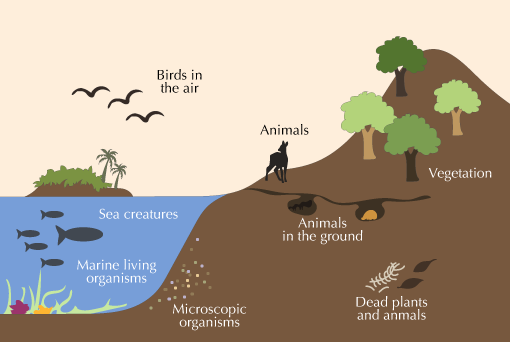 Birds in
the air
Animals
Vegetation
Sea creatures
Animals
in the ground
Marine living
organisms
Microscopic
organisms
Dead plants
and anmals